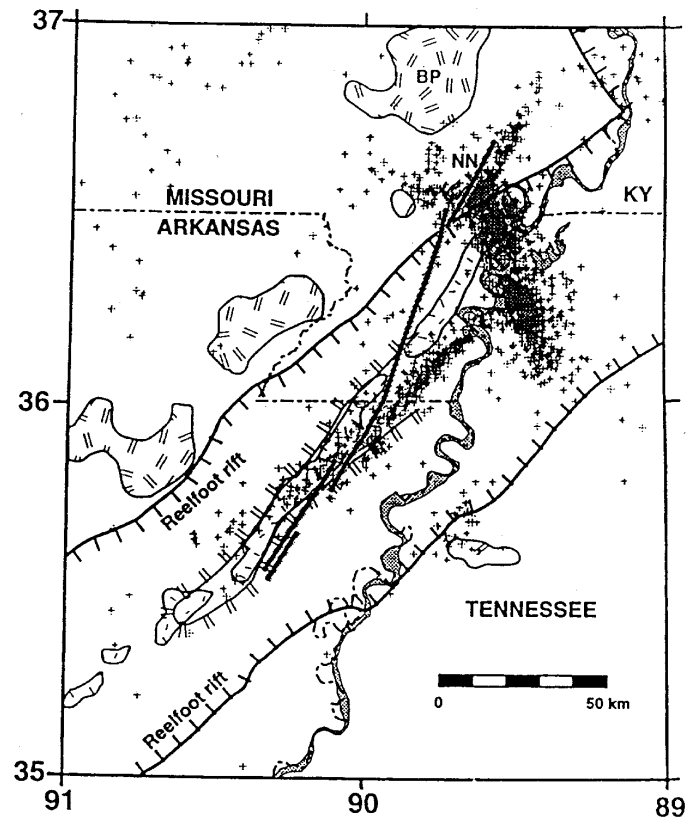 37
BP
NN
MISSOURI
KY
ARKANSAS
36
Reelfoot rift
TENNESSEE
Reelfoot rift
0
50 km
35
91
90
89